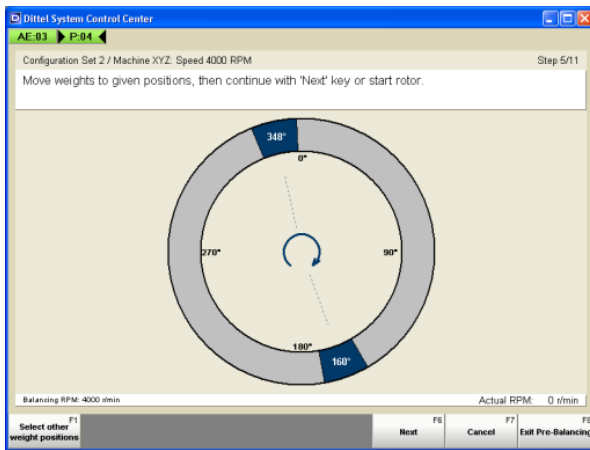 Dittel System Control Center
AE:03 P:04
Configuration Set 2 / Machine XYZ: Speed 4000 RPM Step 5/11
Move weights to given positions, then continue with 'Next' key or start rotor.
348°
0°
270° 90°
180°
160°
Balancing RPM: 4000 r/min Actual RPM: 0 r/min
F1 F6 F7 F8
Select other
weight positions Next Cancel Exit Pre-Balancing